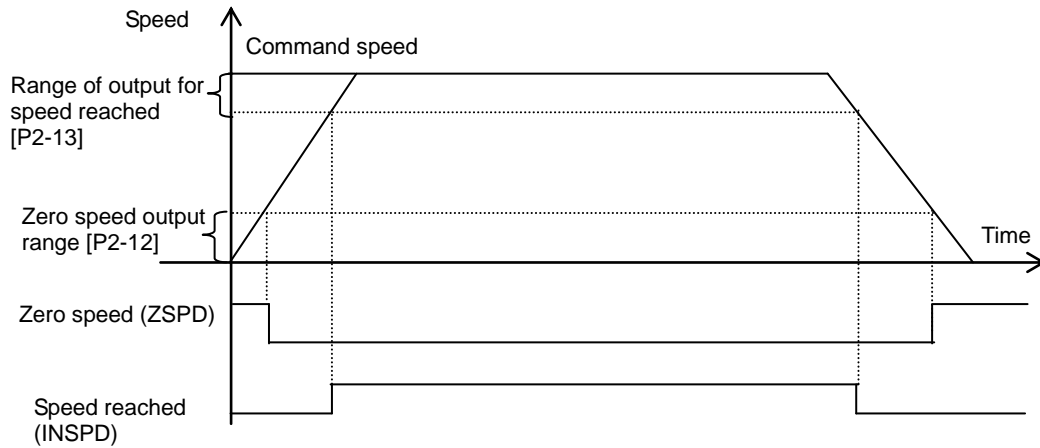 Speed
Command speed
Range of output for
speed reached
[P2-13]
Zero speed output
range [P2-12]
Time
Zero speed (ZSPD)
Speed reached
(INSPD)